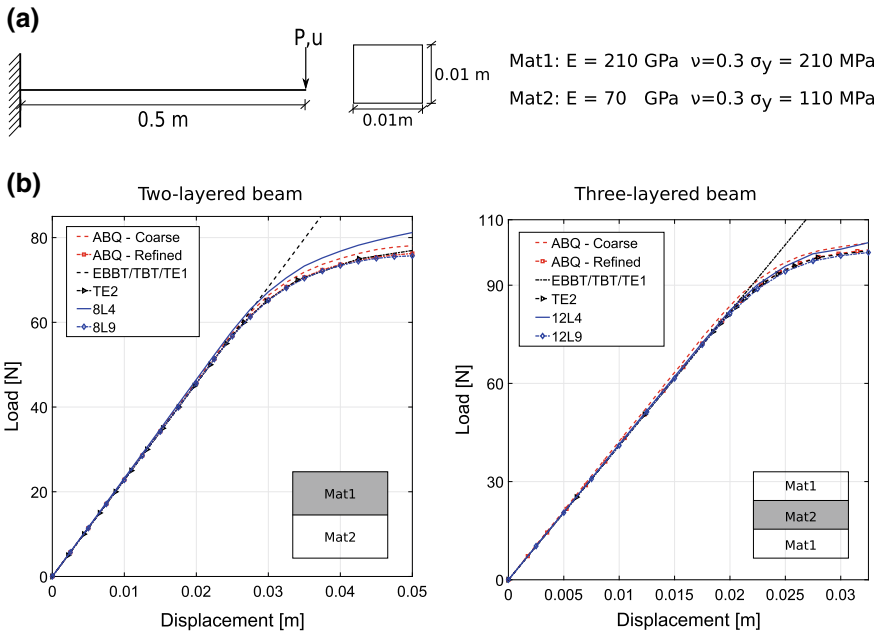 (a)
P,u
0.5 m
0.01 m
0.01m
Mat1: E = 210 GPa ν=0.3 σy = 210 MPa
Mat2: E = 70 GPa ν=0.3 σy = 110 MPa
(b)
Two-layered beam
80
60
40
20
0
Load [N]
ABQ - Coarse
ABQ - Refined
EBBT/TBT/TE1
TE2
8L4
8L9
Mat1
Mat2
0
0.01
0.02
0.03
0.04
0.05
Displacement [m]
Three-layered beam
110
90
60
30
0
Load [N]
ABQ - Coarse
ABQ - Refined
EBBT/TBT/TE1
TE2
12L4
12L9
Mat1
Mat2
Mat1
0
0.005
0.01
0.015
0.02
0.025
0.03
Displacement [m]